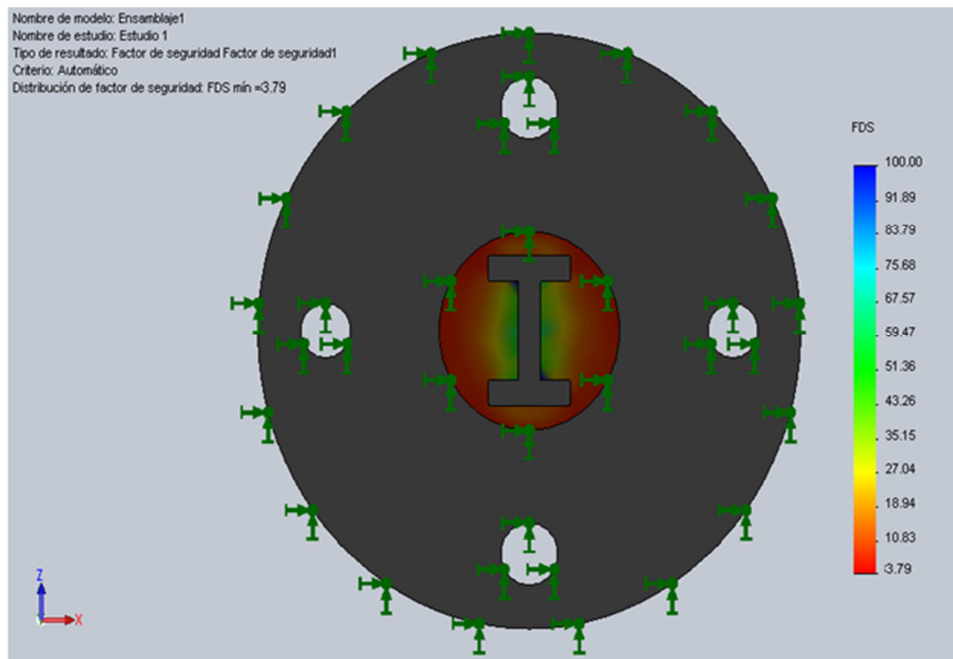 Nombre de modelo: Ensamblaje1
Nombre de estudio: Estudio 1
Tipo de resultado: Factor de seguridad Factor de seguridad1
Criterio: Automático
Distribución de factor de seguridad: FDS mín =3.79
FDS
100.00
91.89
83.79
75.68
67.57
59.47
51.36
43.26
35.15
27.04
18.94
10.83
3.79
Z
X